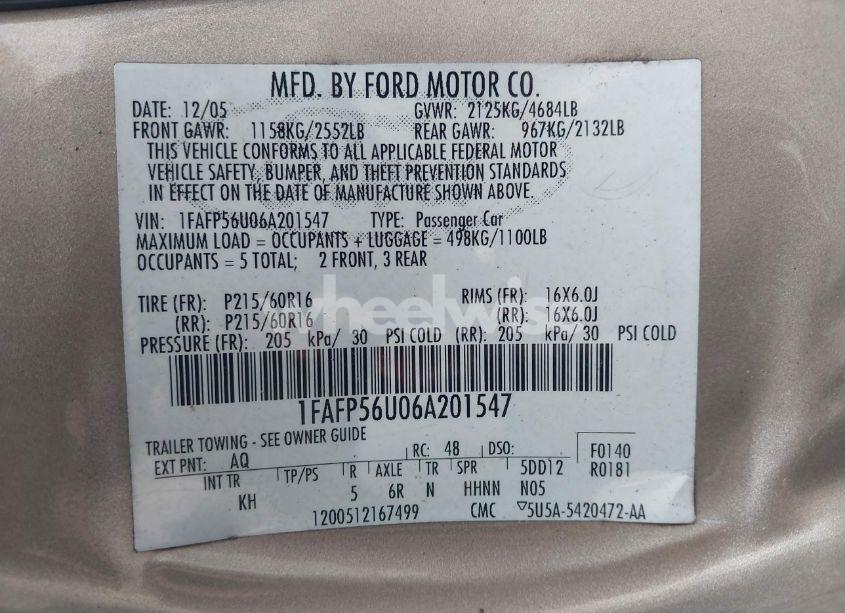 MFD. BY FORD MOTOR CO.
DATE: 12/05 GVWR: 2125KG/4684LB
FRONT GAWR: 1158KG/2552LB REAR GAWR: 967KG/2132LB
THIS VEHICLE CONFORMS TO ALL APPLICABLE FEDERAL MOTOR
VEHICLE SAFETY, BUMPER, AND THEFT PREVENTION STANDARDS
IN EFFECT ON THE DATE OF MANUFACTURE SHOWN ABOVE.
VIN: 1FAFP56U06A201547 TYPE: Passenger Car
MAXIMUM LOAD = OCCUPANTS + LUGGAGE = 498KG/1100LB
OCCUPANTS = 5 TOTAL; 2 FRONT, 3 REAR
TIRE (FR): P215/60R16 RIMS (FR): 16X6.0J
(RR): P215/60R16 (RR): 16X6.0J
PRESSURE (FR): 205 kPa/ 30 PSI COLD (RR): 205 kPa/ 30 PSI COLD
wheelwise
1FAFP56U06A201547
TRAILER TOWING - SEE OWNER GUIDE
EXT PNT: AQ RC: 48 DSO: F0140
R0181
INT TR TP/PS R AXLE TR SPR 5DD12
KH 5 6R N HHNN N05
1200512167499 CMC ▽5U5A-5420472-AA